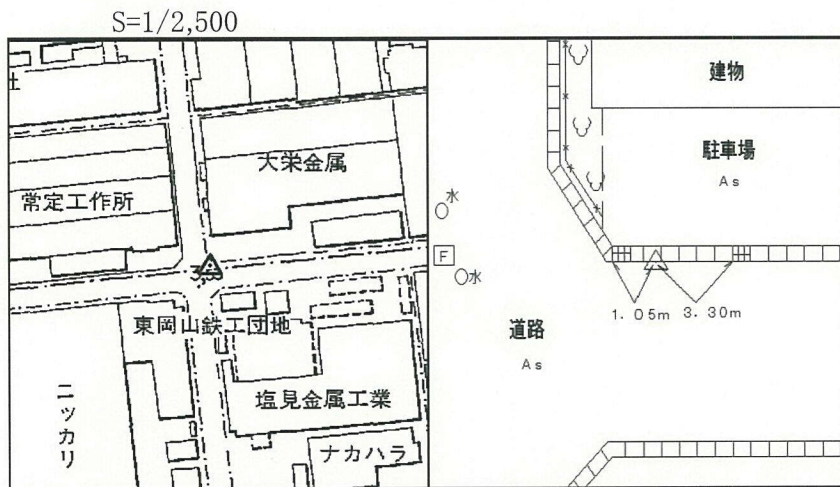 S=1/2,500
社
大栄金属
常定工作所
東岡山鉄工団地
塩見金属工業
ニッカリ
ナカハラ
建物
駐車場
As
水
F
水
1.05m
3.30m
道路
As